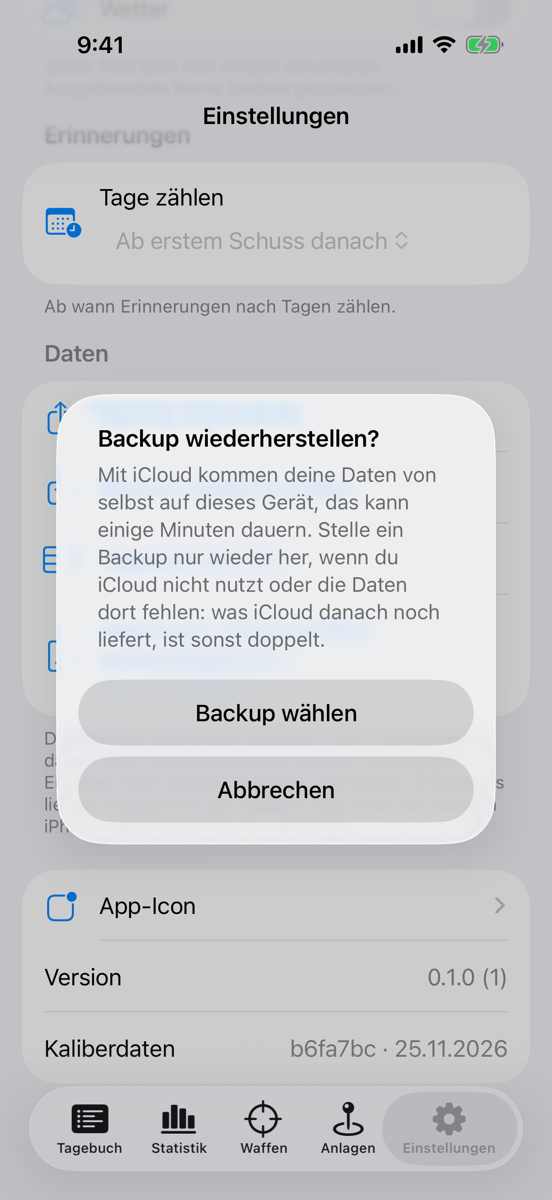 Wetter
9:41
Einstellungen
Erinnerungen
Tage zählen
Ab erstem Schuss danach
Ab wann Erinnerungen nach Tagen zählen.
Daten
Backup wiederherstellen?
Mit iCloud kommen deine Daten von
selbst auf dieses Gerät, das kann
einige Minuten dauern. Stelle ein
Backup nur wieder her, wenn du
iCloud nicht nutzt oder die Daten
dort fehlen: was iCloud danach noch
liefert, ist sonst doppelt.
Backup wählen
Abbrechen
App-Icon
Version
0.1.0 (1)
Kaliberdaten
b6fa7bc · 25.11.2026
Tagebuch
Statistik
Waffen
Anlagen
Einstellungen